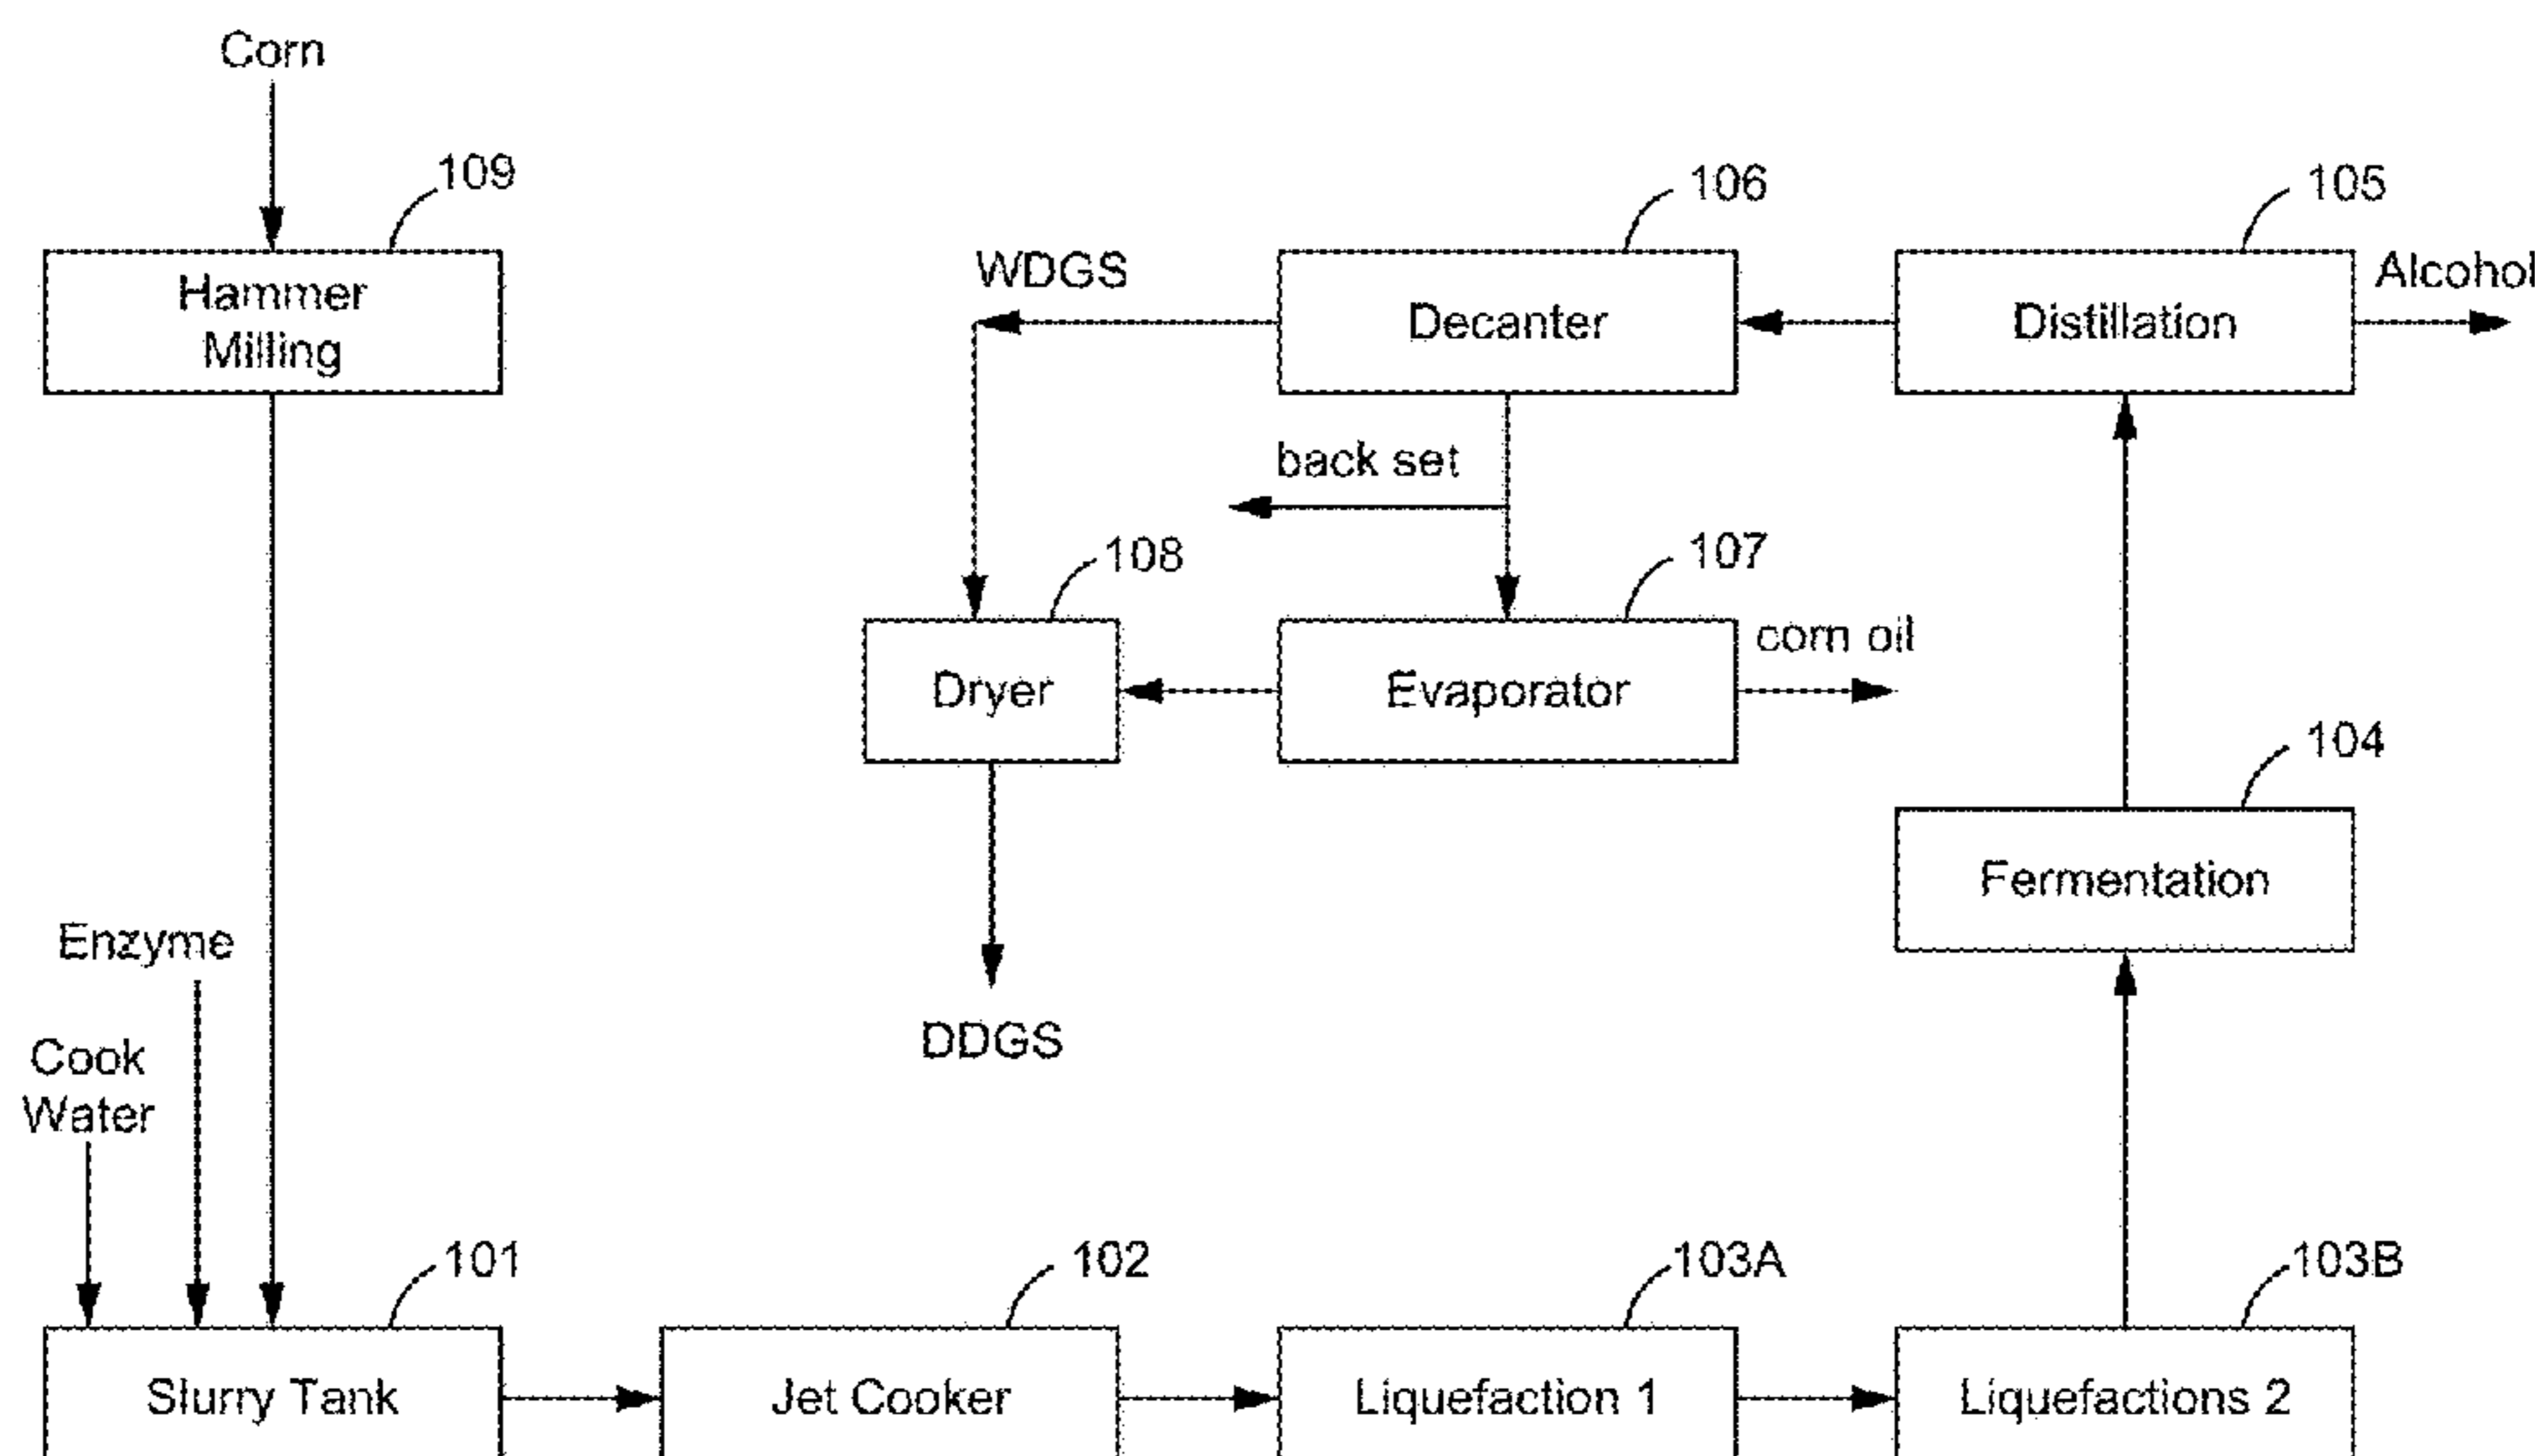 Corn
109
Hammer
Milling
106
105
WDGS
Decanter
Distillation
Alcohol
back set
108
107
corn oil
Dryer
Evaporator
104
Fermentation
Enzyme
DDGS
Cook
Water
101
102
103A
103B
Slurry Tank
Jet Cooker
Liquefaction 1
Liquefactions 2